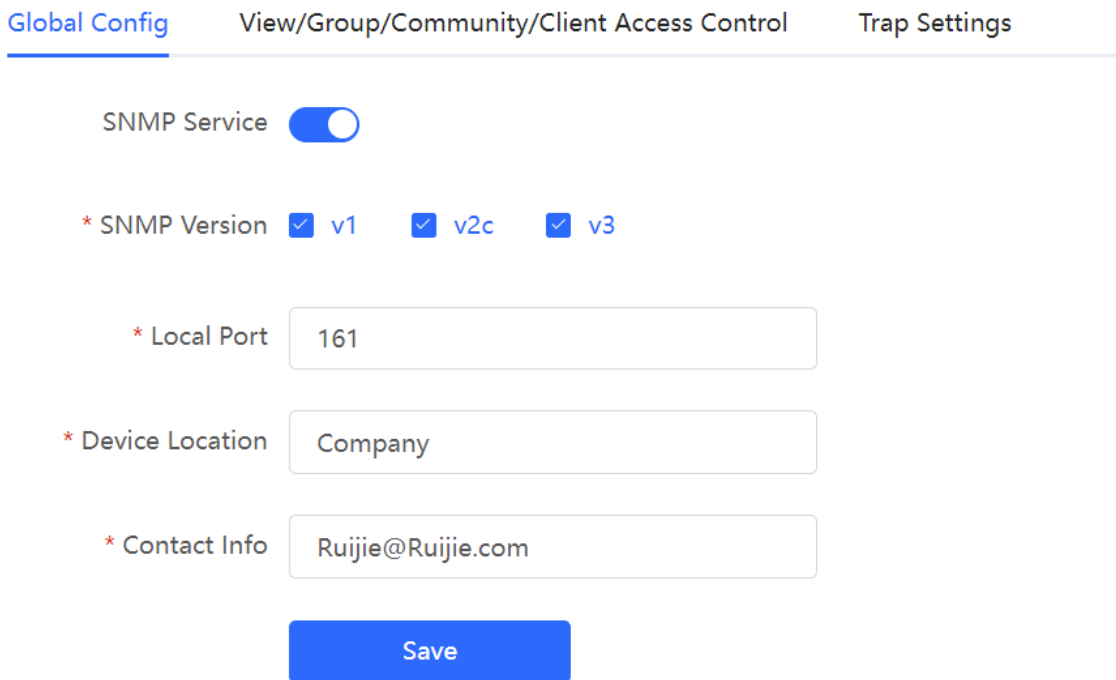 Global Config View/Group/Community/Client Access Control Trap Settings
SNMP Service
* SNMP Version v1 v2c v3
* Local Port 161
* Device Location Company
* Contact Info Ruijie@Ruijie.com
Save